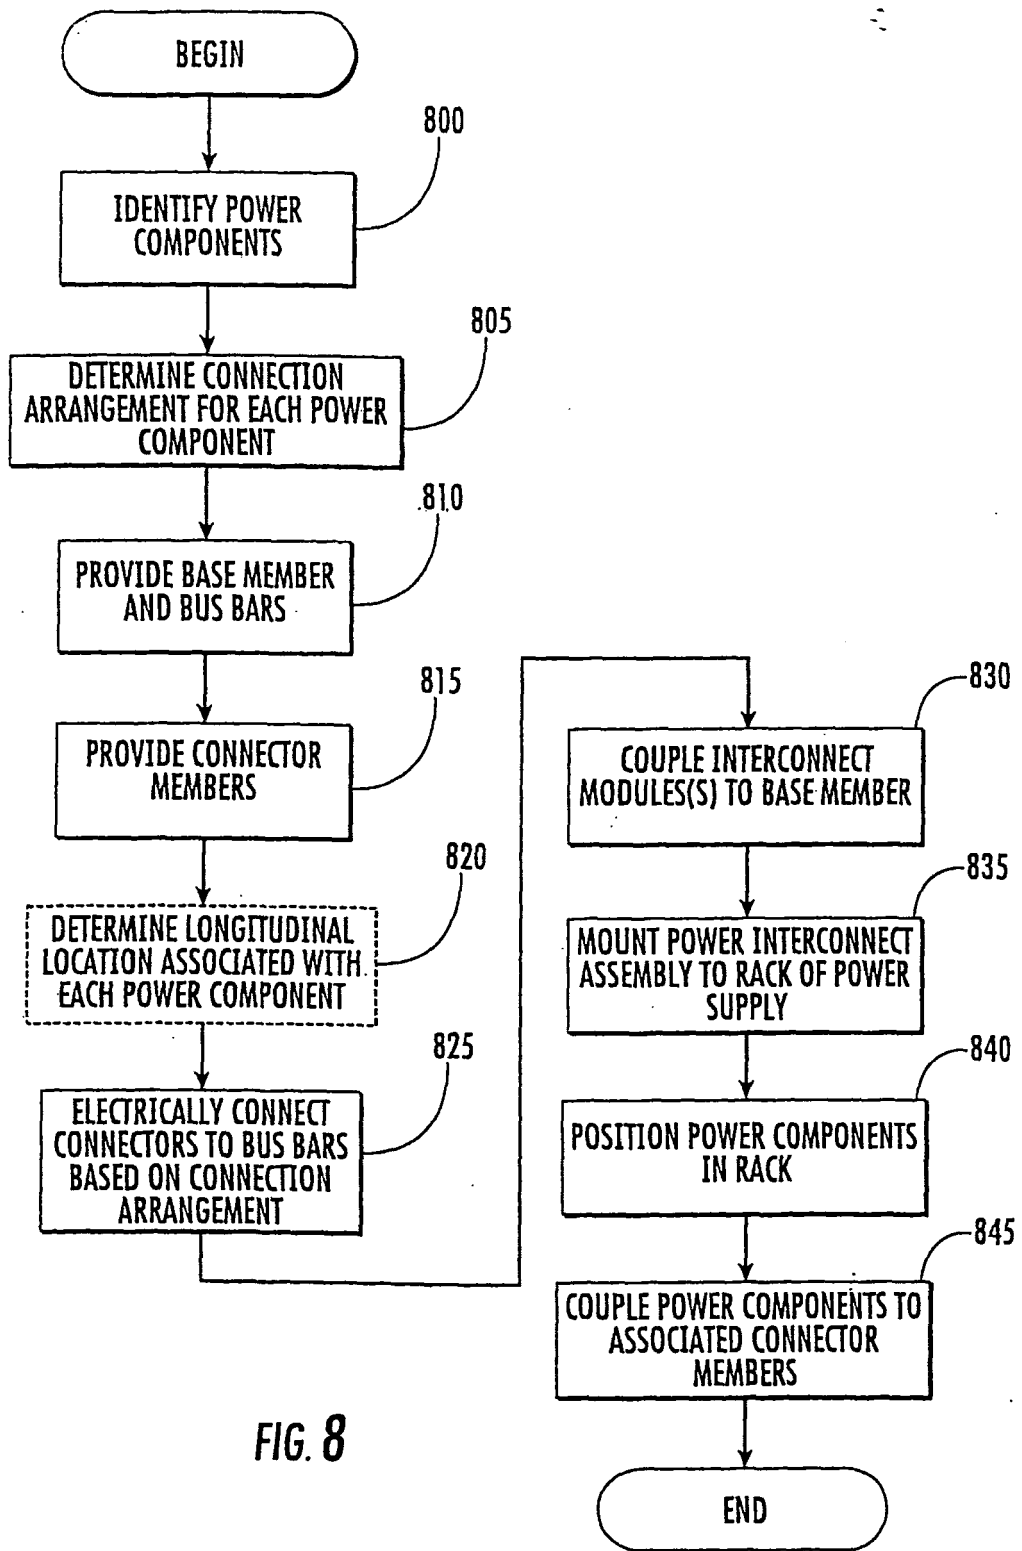 BEGIN
800
IDENTIFY POWER
COMPONENTS
805
DETERMINE CONNECTION
ARRANGEMENT FOR EACH POWER
COMPONENT
810
PROVIDE BASE MEMBER
AND BUS BARS
815
PROVIDE CONNECTOR
MEMBERS
820
DETERMINE LONGITUDINAL
LOCATION ASSOCIATED WITH
EACH POWER COMPONENT
825
ELECTRICALLY CONNECT
CONNECTORS TO BUS BARS
BASED ON CONNECTION
ARRANGEMENT
830
COUPLE INTERCONNECT
MODULES(S) TO BASE MEMBER
835
MOUNT POWER INTERCONNECT
ASSEMBLY TO RACK OF POWER
SUPPLY
840
POSITION POWER COMPONENTS
IN RACK
845
COUPLE POWER COMPONENTS TO
ASSOCIATED CONNECTOR
MEMBERS
END
FIG. 8